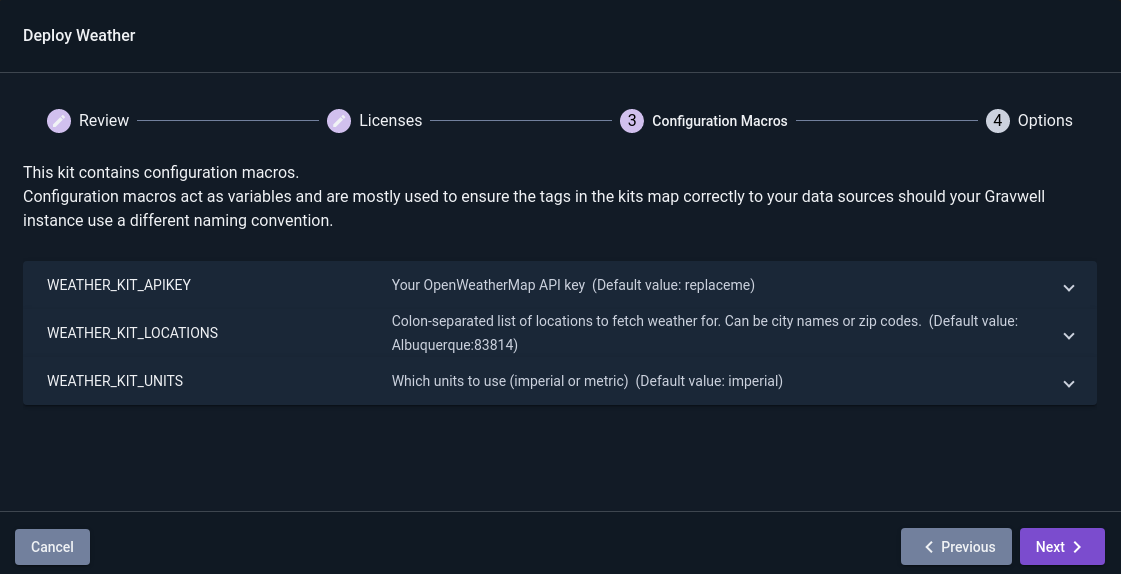 Deploy Weather
Review
Licenses
3 Configuration Macros
4 Options
This kit contains configuration macros.
Configuration macros act as variables and are mostly used to ensure the tags in the kits map correctly to your data sources should your Gravwell
instance use a different naming convention.
WEATHER_KIT_APIKEY Your OpenWeatherMap API key (Default value: replaceme)
WEATHER_KIT_LOCATIONS Colon-separated list of locations to fetch weather for. Can be city names or zip codes. (Default value:
Albuquerque:83814)
WEATHER_KIT_UNITS Which units to use (imperial or metric) (Default value: imperial)
Cancel
Previous
Next